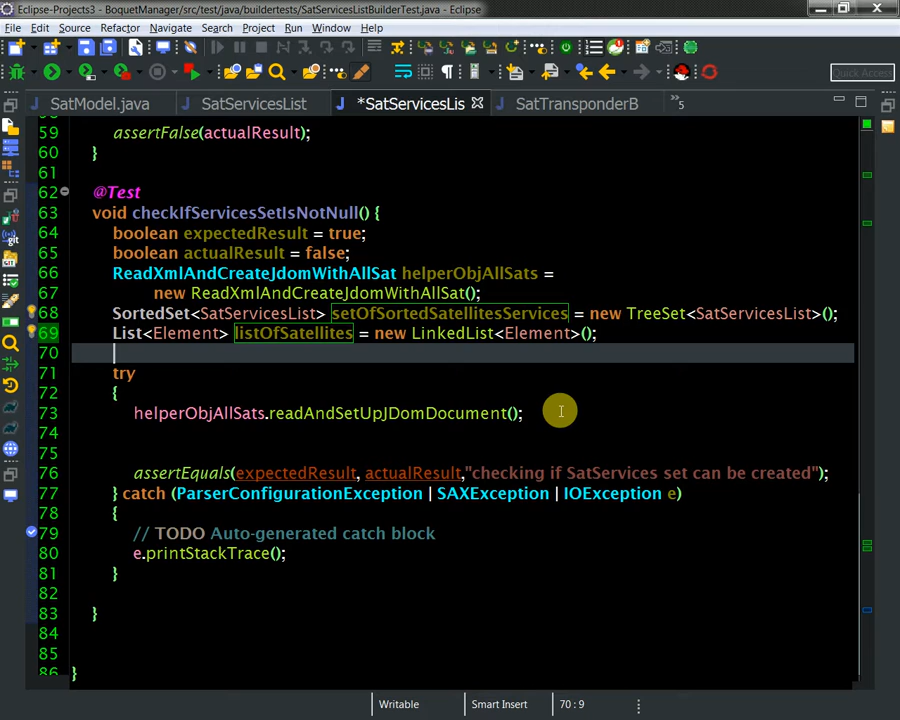 Eclipse-Projects3 - BoquetManager/src/test/java/buildertests/SatServicesListBuilderTest.java - Eclipse
File Edit Source Refactor Navigate Search Project Run Window Help
Quick Access
SatModel.java SatServicesList *SatServicesLis SatTransponderB »5
59 assertFalse(actualResult);
60 }
61
62 @Test
63 void checkIfServicesSetIsNotNull() {
64 boolean expectedResult = true;
65 boolean actualResult = false;
66 ReadXmlAndCreateJdomWithAllSat helperObjAllSats =
67 new ReadXmlAndCreateJdomWithAllSat();
68 SortedSet<SatServicesList> setOfSortedSatellitesServices = new TreeSet<SatServicesList>();
69 List<Element> listOfSatellites = new LinkedList<Element>();
70
71 try
72 {
73 helperObjAllSats.readAndSetUpJDomDocument();
74
75
76 assertEquals(expectedResult, actualResult,"checking if SatServices set can be created");
77 } catch (ParserConfigurationException | SAXException | IOException e)
78 {
79 // TODO Auto-generated catch block
80 e.printStackTrace();
81 }
82
83 }
84
85
86 }
Writable Smart Insert 70 : 9